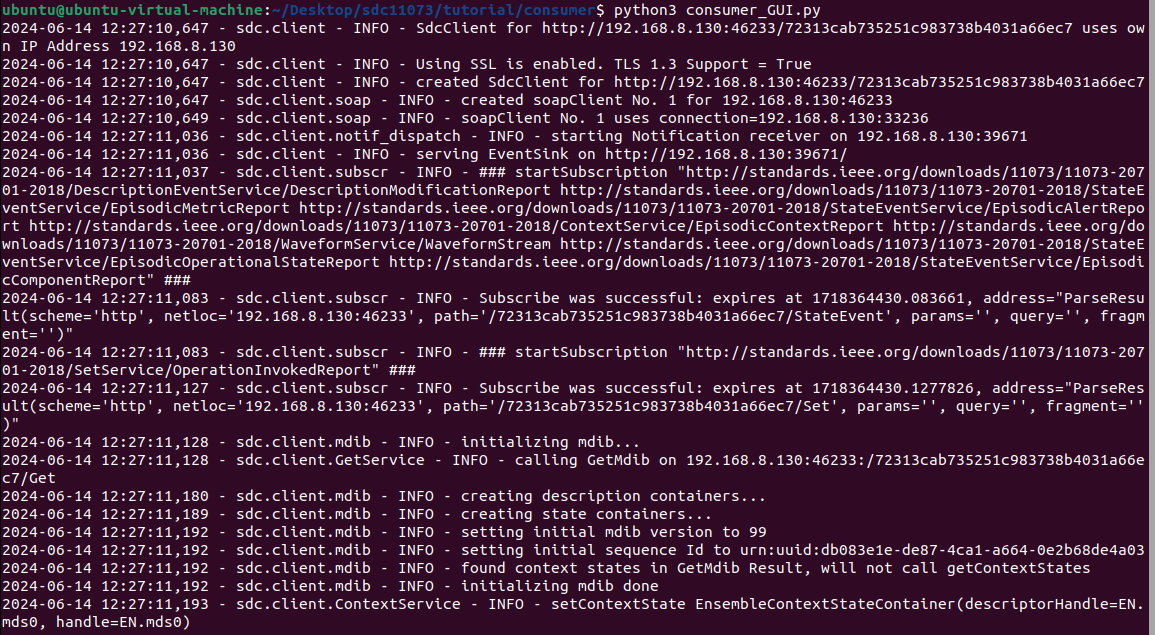 ubuntu@ubuntu-virtual-machine:~/Desktop/sdc11073/tutorial/consumer$ python3 consumer_GUI.py
2024-06-14 12:27:10,647 - sdc.client - INFO - SdcClient for http://192.168.8.130:46233/72313cab735251c983738b4031a66ec7 uses ow
n IP Address 192.168.8.130
2024-06-14 12:27:10,647 - sdc.client - INFO - Using SSL is enabled. TLS 1.3 Support = True
2024-06-14 12:27:10,647 - sdc.client - INFO - created SdcClient for http://192.168.8.130:46233/72313cab735251c983738b4031a66ec7
2024-06-14 12:27:10,647 - sdc.client.soap - INFO - created soapClient No. 1 for 192.168.8.130:46233
2024-06-14 12:27:10,649 - sdc.client.soap - INFO - soapClient No. 1 uses connection=192.168.8.130:33236
2024-06-14 12:27:11,036 - sdc.client.notif_dispatch - INFO - starting Notification receiver on 192.168.8.130:39671
2024-06-14 12:27:11,036 - sdc.client - INFO - serving EventSink on http://192.168.8.130:39671/
2024-06-14 12:27:11,037 - sdc.client.subscr - INFO - ### startSubscription "http://standards.ieee.org/downloads/11073/11073-207
01-2018/DescriptionEventService/DescriptionModificationReport http://standards.ieee.org/downloads/11073/11073-20701-2018/StateE
ventService/EpisodicMetricReport http://standards.ieee.org/downloads/11073/11073-20701-2018/StateEventService/EpisodicAlertRepo
rt http://standards.ieee.org/downloads/11073/11073-20701-2018/ContextService/EpisodicContextReport http://standards.ieee.org/do
wnloads/11073/11073-20701-2018/WaveformService/WaveformStream http://standards.ieee.org/downloads/11073/11073-20701-2018/StateE
ventService/EpisodicOperationalStateReport http://standards.ieee.org/downloads/11073/11073-20701-2018/StateEventService/Episodi
cComponentReport" ###
2024-06-14 12:27:11,083 - sdc.client.subscr - INFO - Subscribe was successful: expires at 1718364430.083661, address="ParseResu
lt(scheme='http', netloc='192.168.8.130:46233', path='/72313cab735251c983738b4031a66ec7/StateEvent', params='', query='', fragm
ent='')"
2024-06-14 12:27:11,083 - sdc.client.subscr - INFO - ### startSubscription "http://standards.ieee.org/downloads/11073/11073-207
01-2018/SetService/OperationInvokedReport" ###
2024-06-14 12:27:11,127 - sdc.client.subscr - INFO - Subscribe was successful: expires at 1718364430.1277826, address="ParseRes
ult(scheme='http', netloc='192.168.8.130:46233', path='/72313cab735251c983738b4031a66ec7/Set', params='', query='', fragment=''
)"
2024-06-14 12:27:11,128 - sdc.client.mdib - INFO - initializing mdib...
2024-06-14 12:27:11,128 - sdc.client.GetService - INFO - calling GetMdib on 192.168.8.130:46233:/72313cab735251c983738b4031a66e
c7/Get
2024-06-14 12:27:11,180 - sdc.client.mdib - INFO - creating description containers...
2024-06-14 12:27:11,189 - sdc.client.mdib - INFO - creating state containers...
2024-06-14 12:27:11,192 - sdc.client.mdib - INFO - setting initial mdib version to 99
2024-06-14 12:27:11,192 - sdc.client.mdib - INFO - setting initial sequence Id to urn:uuid:db083e1e-de87-4ca1-a664-0e2b68de4a03
2024-06-14 12:27:11,192 - sdc.client.mdib - INFO - found context states in GetMdib Result, will not call getContextStates
2024-06-14 12:27:11,192 - sdc.client.mdib - INFO - initializing mdib done
2024-06-14 12:27:11,193 - sdc.client.ContextService - INFO - setContextState EnsembleContextStateContainer(descriptorHandle=EN.
mds0, handle=EN.mds0)